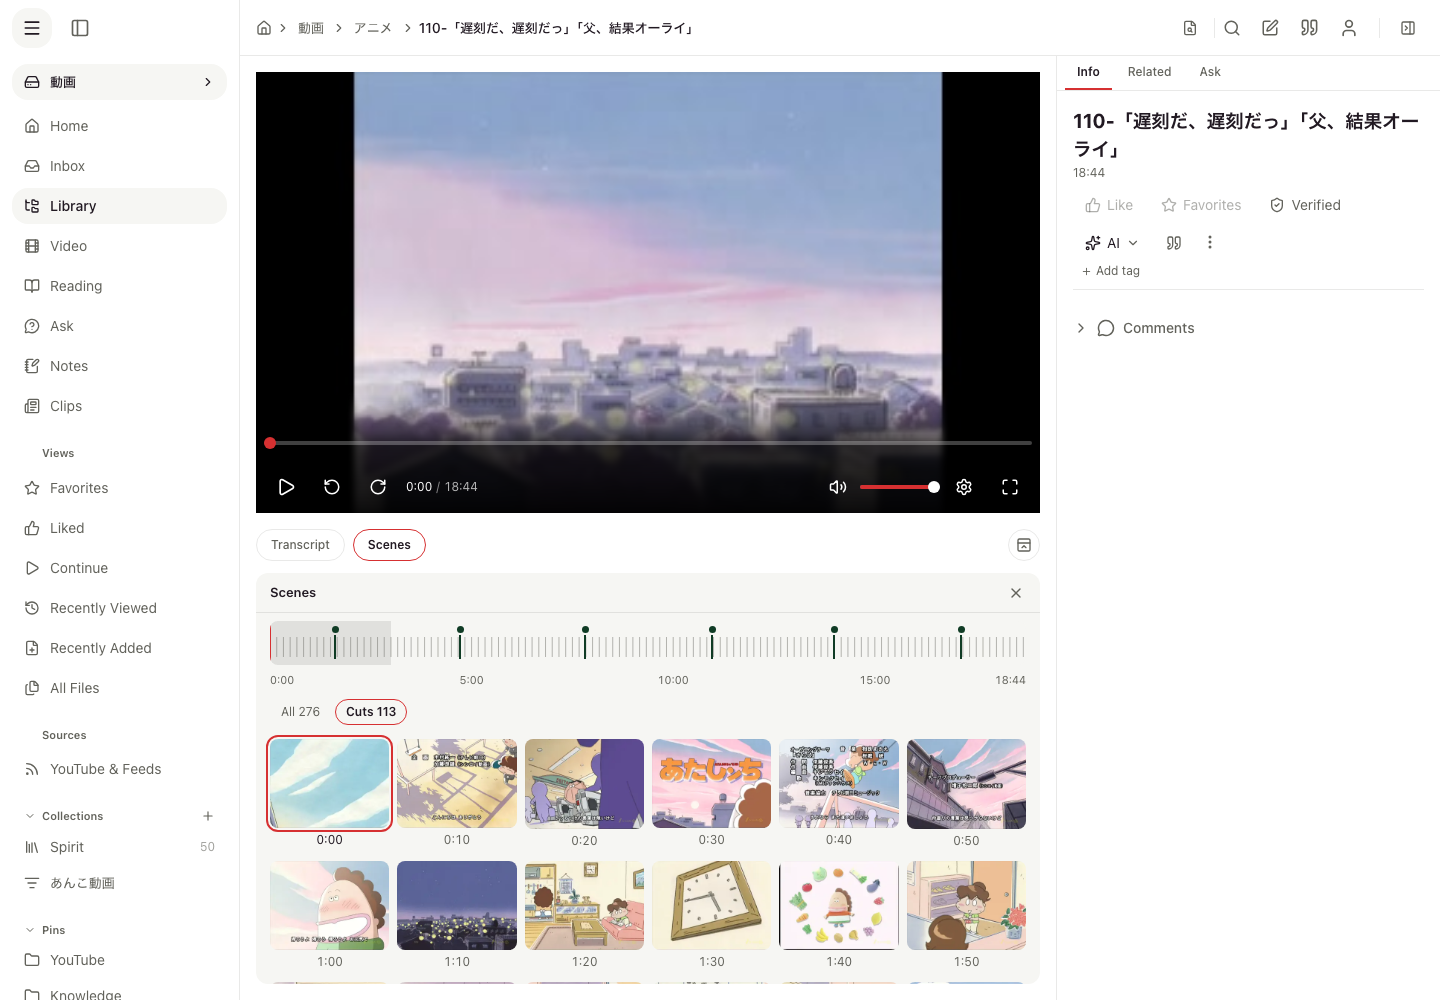 動画
Home
Inbox
Library
Video
Reading
Ask
Notes
Clips
Views
Favorites
Liked
Continue
Recently Viewed
Recently Added
All Files
Sources
YouTube & Feeds
Collections
Spirit 50
あんこ動画
Pins
YouTube
Knowledge
動画 アニメ 110-「遅刻だ、遅刻だっ」「父、結果オーライ」
0:00 / 18:44
Transcript Scenes
Scenes
0:00 5:00 10:00 15:00 18:44
All 276 Cuts 113
あたしンち
0:00 0:10 0:20 0:30 0:40 0:50
1:00 1:10 1:20 1:30 1:40 1:50
Info Related Ask
110-「遅刻だ、遅刻だっ」「父、結果オー
ライ」
18:44
Like Favorites Verified
AI
+ Add tag
Comments